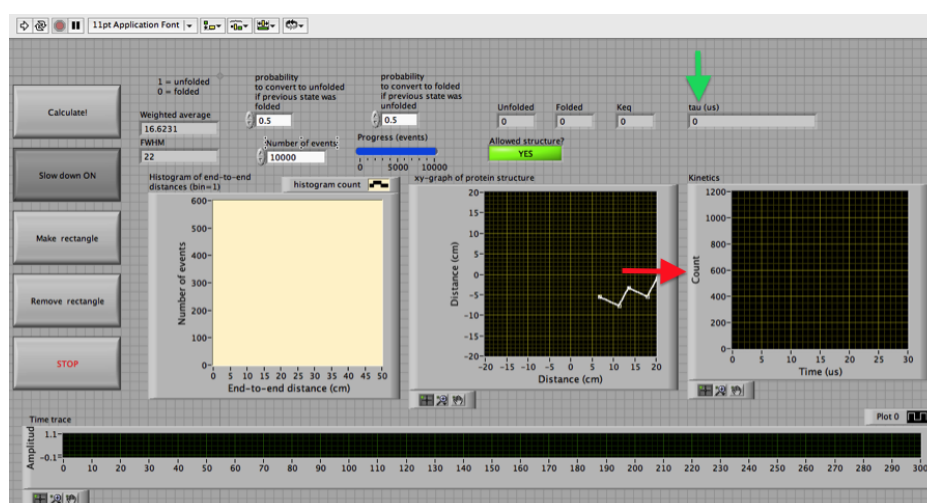 11pt Application Font
Calculate!
Slow down ON
Make rectangle
Remove rectangle
STOP
1 = unfolded
0 = folded
Weighted average
16.6231
FWHM
22
probability
to convert to unfolded
if previous state was
folded
0.5
Number of events
10000
probability
to convert to folded
if previous state was
unfolded
0.5
Progress (events)
0 5000 10000
Unfolded
0
Folded
0
Keq
0
Allowed structure?
YES
tau (us)
0
Histogram of end-to-end
distances (bin=1)
histogram count
600
500
400
300
200
100
0
Number of events
0 5 10 15 20 25 30 35 40 45 50
End-to-end distance (cm)
xy-graph of protein structure
20
15
10
5
0
-5
-10
-15
-20
Distance (cm)
-20 -15 -10 -5 0 5 10 15 20
Distance (cm)
Kinetics
1200
1000
800
600
400
200
0
Count
0 5 10 15 20 25 30
Time (us)
Time trace
Plot 0
Amplitud
1.1
-0.1
0 10 20 30 40 50 60 70 80 90 100 110 120 130 140 150 160 170 180 190 200 210 220 230 240 250 260 270 280 290 300